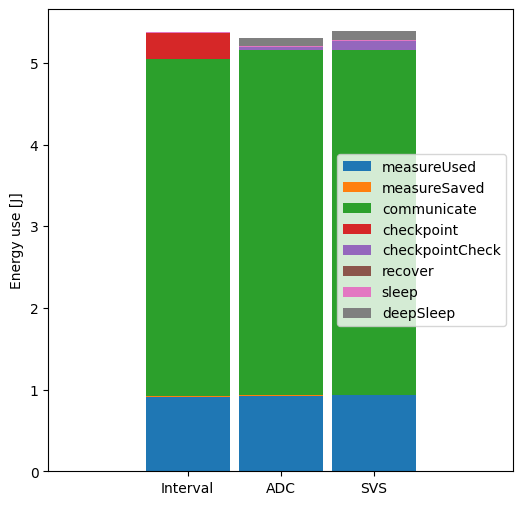 Energy use [J]
5
4
3
2
1
0
measureUsed
measureSaved
communicate
checkpoint
checkpointCheck
recover
sleep
deepSleep
Interval
ADC
SVS